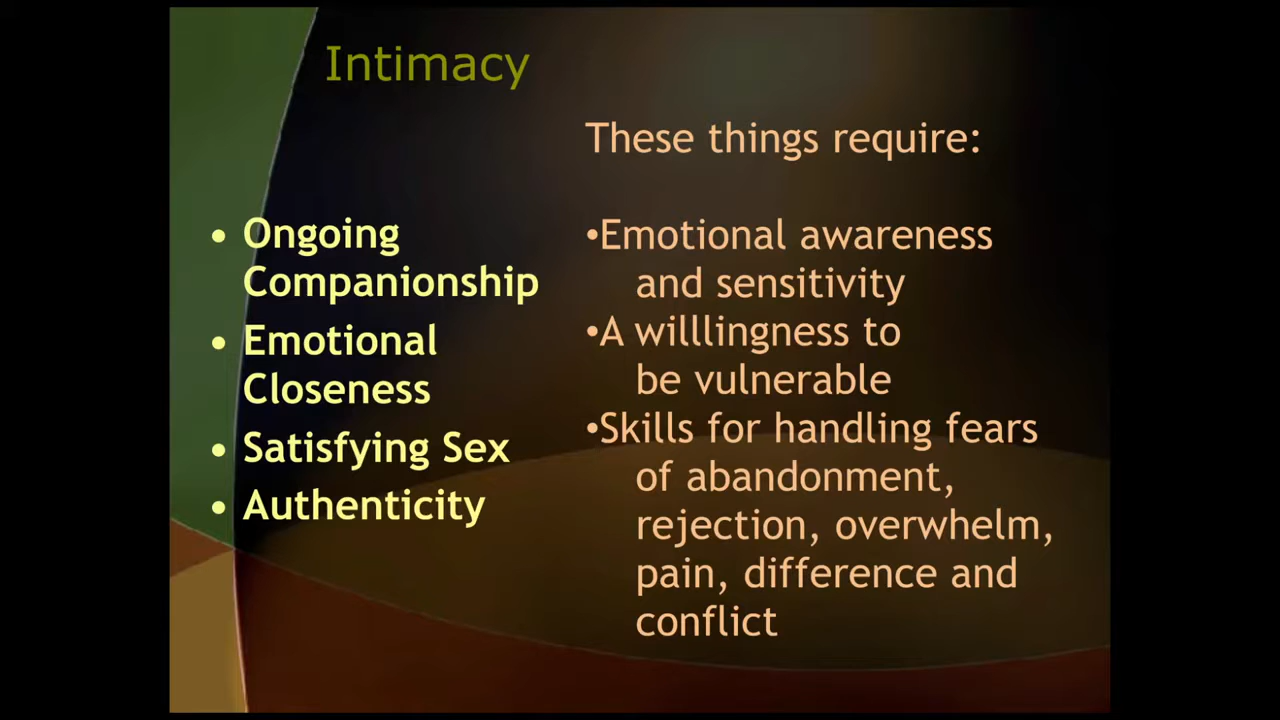 Intimacy
• Ongoing
Companionship
• Emotional
Closeness
• Satisfying Sex
• Authenticity
These things require:
•Emotional awareness
and sensitivity
•A willlingness to
be vulnerable
•Skills for handling fears
of abandonment,
rejection, overwhelm,
pain, difference and
conflict